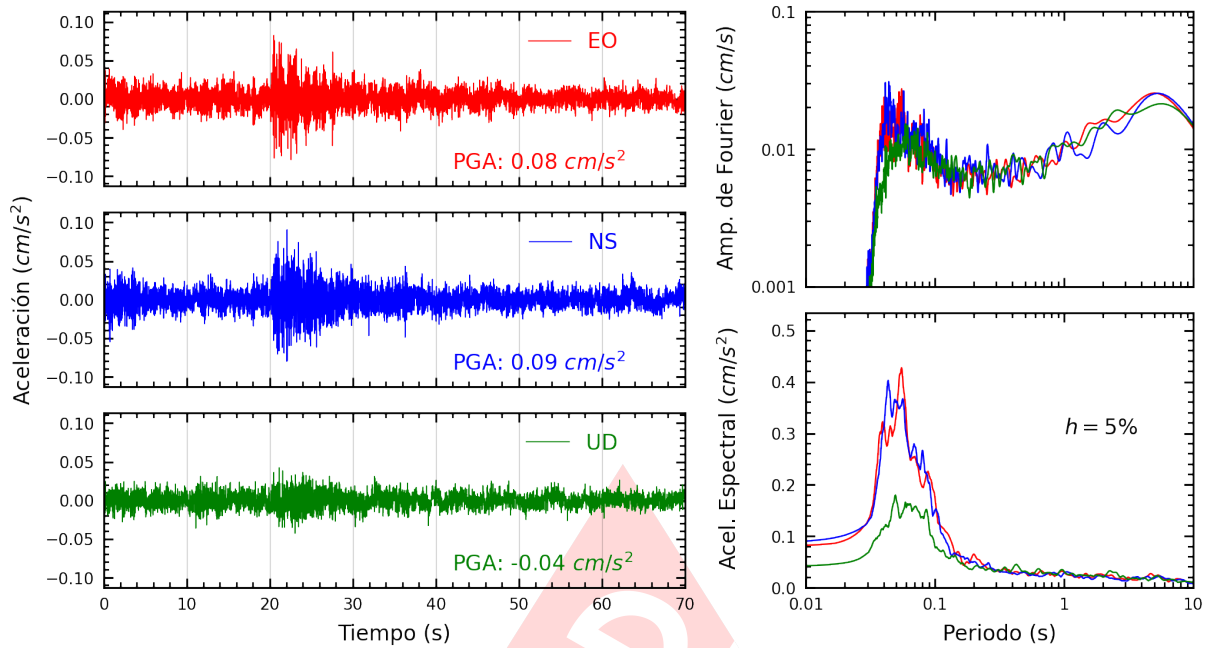 Aceleración (cm/s²)
0.10
0.05
0.00
−0.05
−0.10
EO
PGA: 0.08 cm/s²
0.10
0.05
0.00
−0.05
−0.10
NS
PGA: 0.09 cm/s²
0.10
0.05
0.00
−0.05
−0.10
UD
PGA: -0.04 cm/s²
0 10 20 30 40 50 60 70
Tiempo (s)
Amp. de Fourier (cm/s)
0.1
0.01
0.001
Acel. Espectral (cm/s²)
0.5
0.4
0.3
0.2
0.1
0.0
h = 5%
0.01 0.1 1 10
Periodo (s)